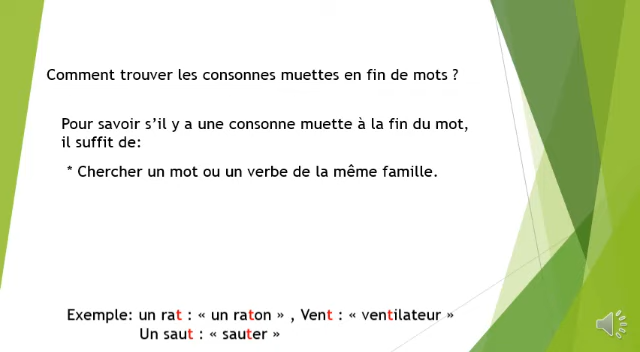 Comment trouver les consonnes muettes en fin de mots ?
Pour savoir s’il y a une consonne muette à la fin du mot,
il suffit de:
* Chercher un mot ou un verbe de la même famille.
Exemple: un rat : « un raton » , Vent : « ventilateur »
Un saut : « sauter »